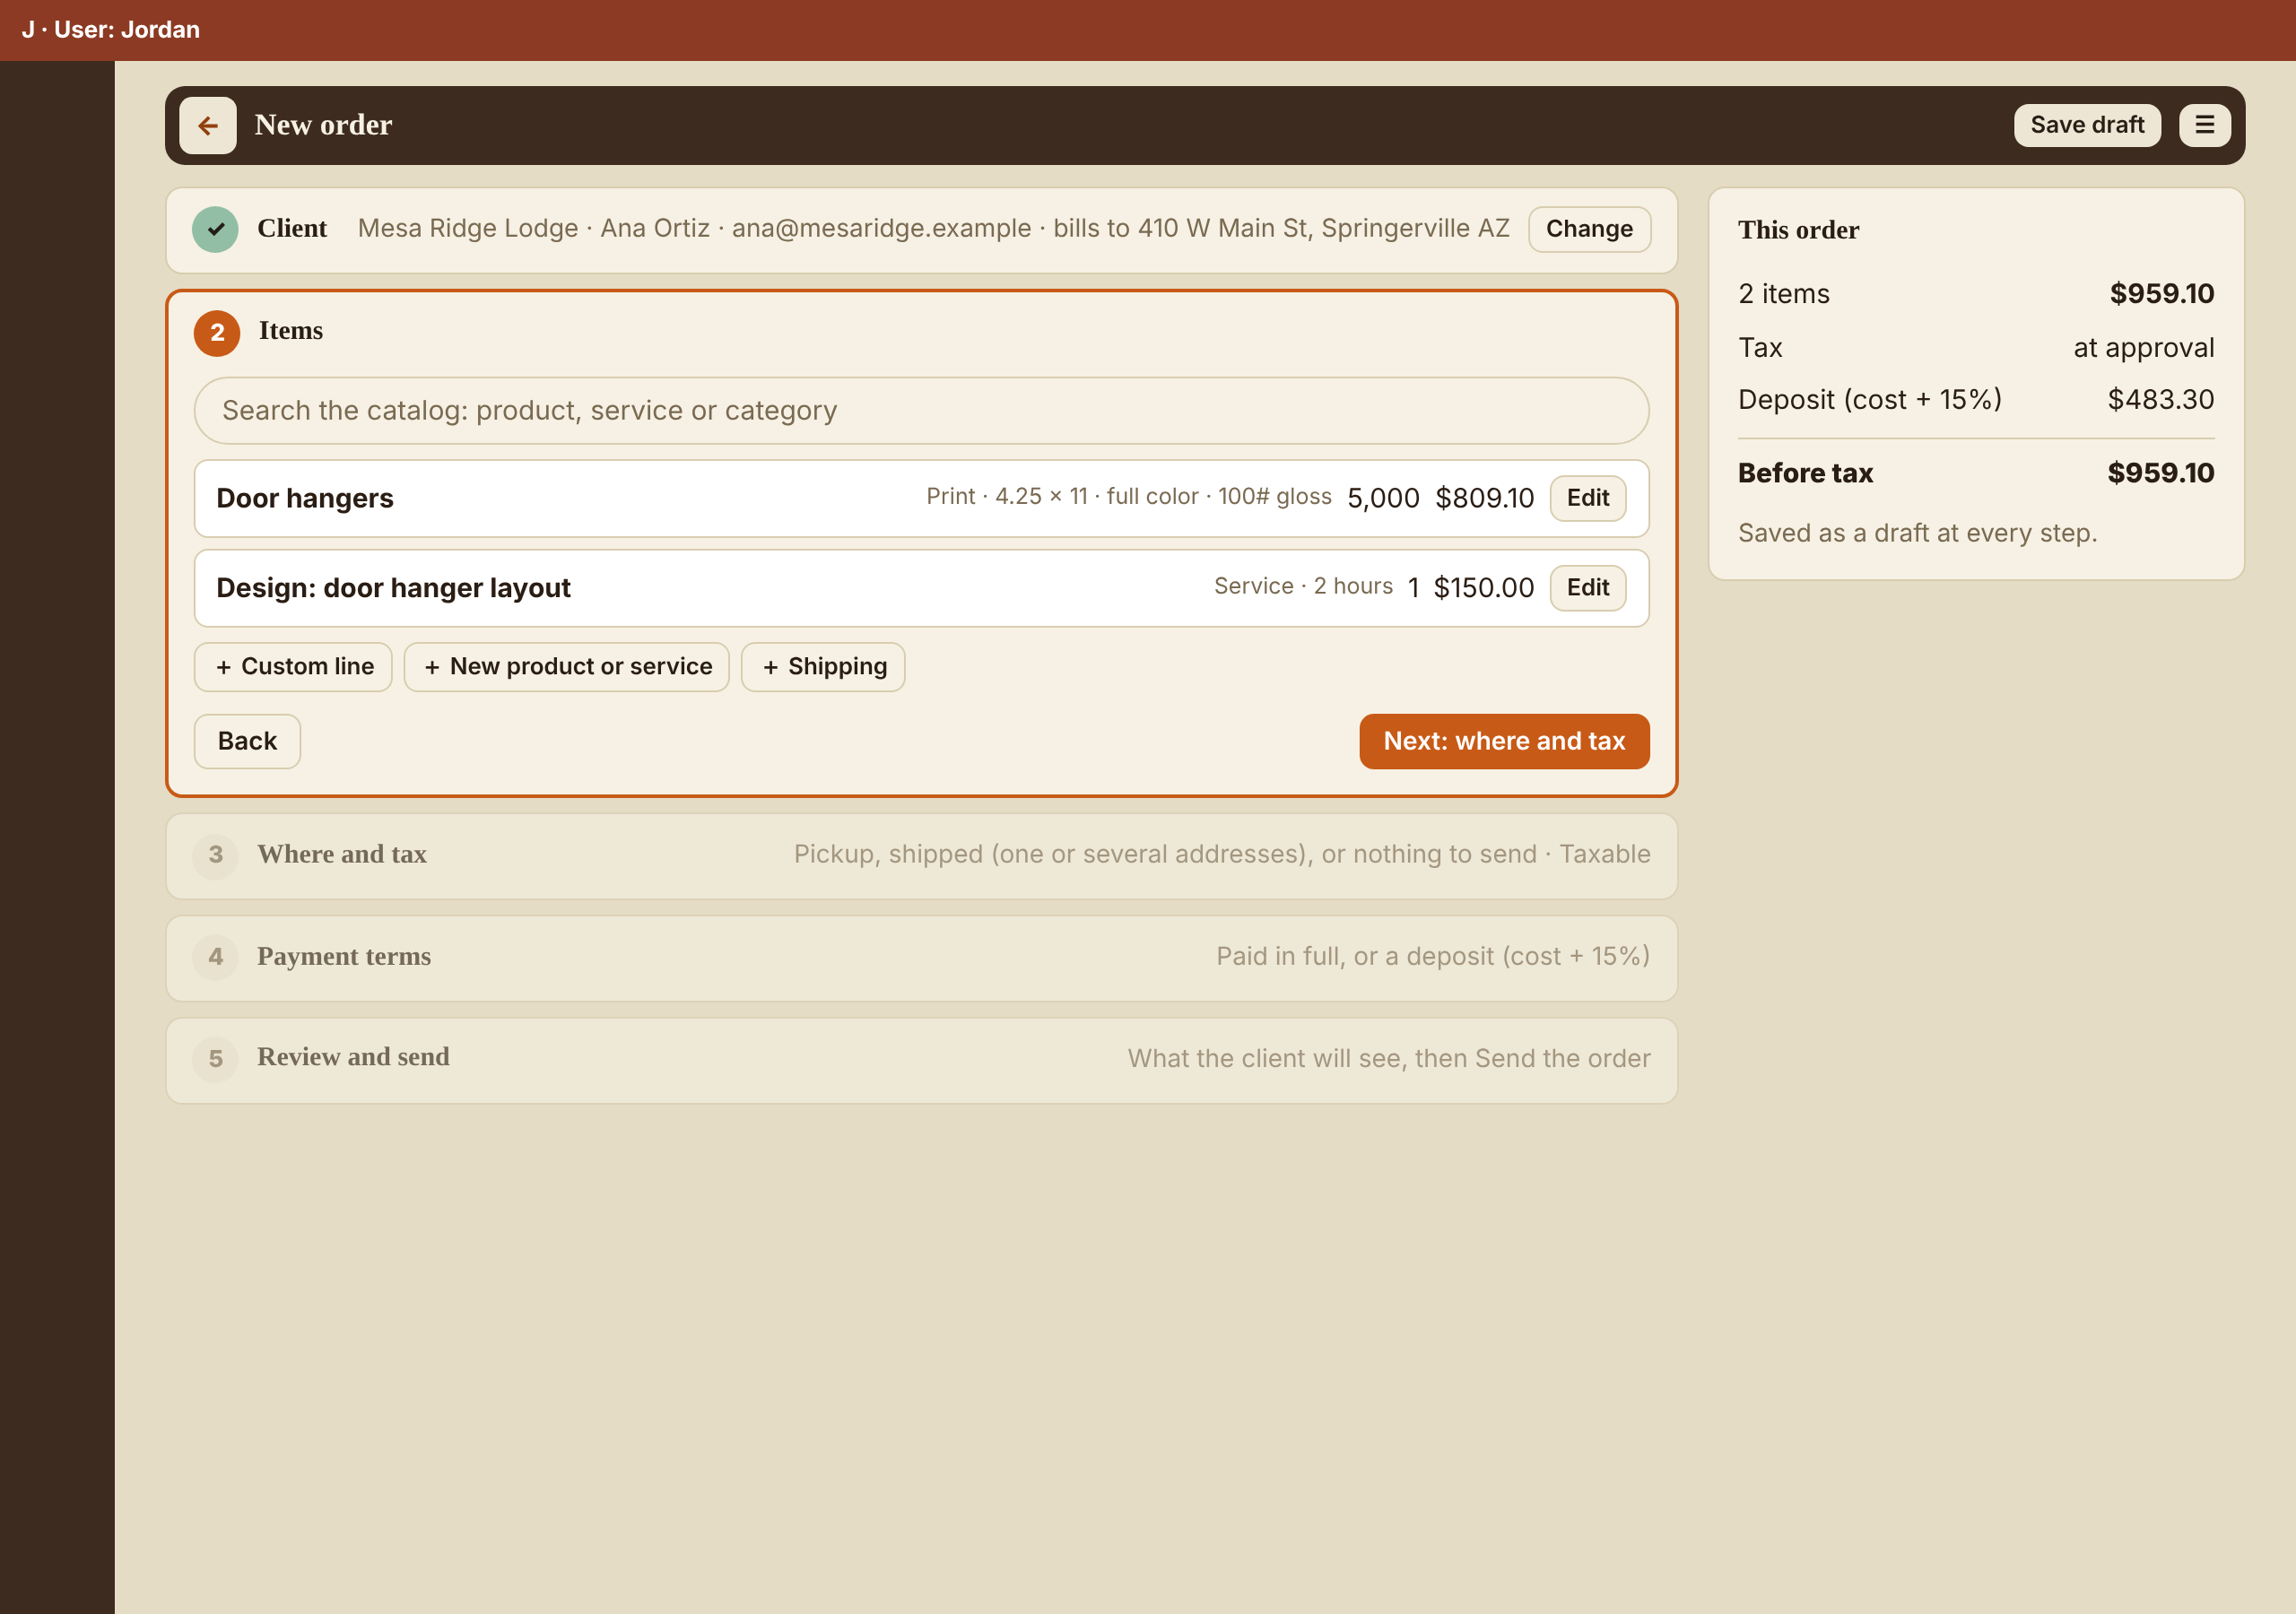 J · User: Jordan
← New order
Save draft ☰
✓ Client Mesa Ridge Lodge · Ana Ortiz · ana@mesaridge.example · bills to 410 W Main St, Springerville AZ Change
2 Items
Search the catalog: product, service or category
Door hangers Print · 4.25 × 11 · full color · 100# gloss 5,000 $809.10 Edit
Design: door hanger layout Service · 2 hours 1 $150.00 Edit
+ Custom line + New product or service + Shipping
Back Next: where and tax
3 Where and tax Pickup, shipped (one or several addresses), or nothing to send · Taxable
4 Payment terms Paid in full, or a deposit (cost + 15%)
5 Review and send What the client will see, then Send the order
This order
2 items $959.10
Tax at approval
Deposit (cost + 15%) $483.30
Before tax $959.10
Saved as a draft at every step.